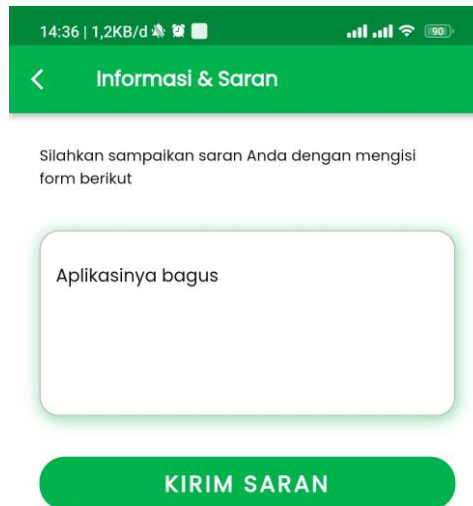 14:36 | 1,2KB/d 90
Informasi & Saran
Silahkan sampaikan saran Anda dengan mengisi
form berikut
Aplikasinya bagus
KIRIM SARAN